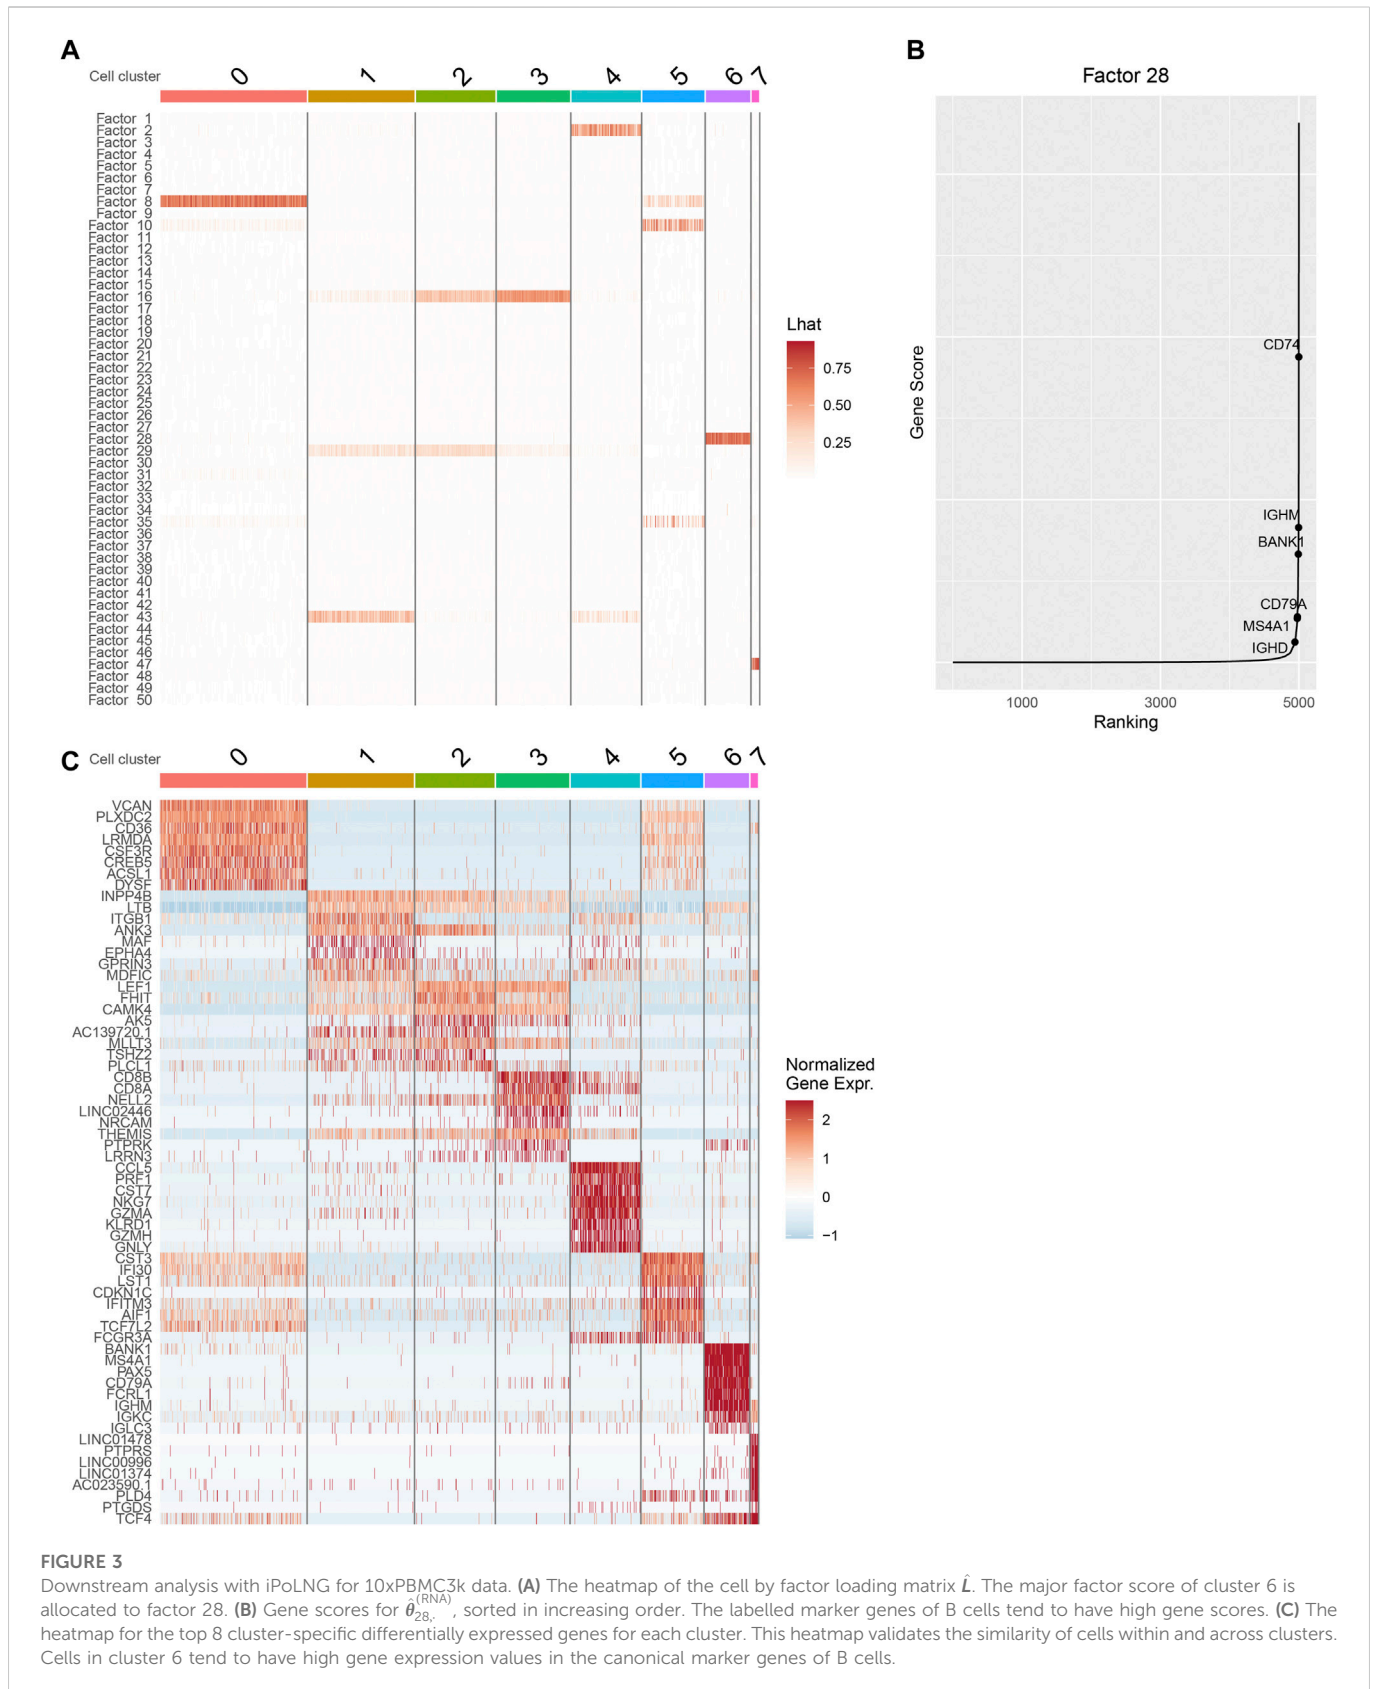 A
Cell cluster
0 1 2 3 4 5 6 7
Factor 1
Factor 2
Factor 3
Factor 4
Factor 5
Factor 6
Factor 7
Factor 8
Factor 9
Factor 10
Factor 11
Factor 12
Factor 13
Factor 14
Factor 15
Factor 16
Factor 17
Factor 18
Factor 19
Factor 20
Factor 21
Factor 22
Factor 23
Factor 24
Factor 25
Factor 26
Factor 27
Factor 28
Factor 29
Factor 30
Factor 31
Factor 32
Factor 33
Factor 34
Factor 35
Factor 36
Factor 37
Factor 38
Factor 39
Factor 40
Factor 41
Factor 42
Factor 43
Factor 44
Factor 45
Factor 46
Factor 47
Factor 48
Factor 49
Factor 50
Lhat
0.75
0.50
0.25
B
Factor 28
Gene Score
CD74
IGHM
BANK1
CD79A
MS4A1
IGHD
1000 3000 5000
Ranking
C
Cell cluster
0 1 2 3 4 5 6 7
VCAN
PLXDC2
CD36
LRMDA
CSF3R
CREB5
ACSL1
DYSF
INPP4B
LTB
ITGB1
ANK3
MAF
EPHA4
GPRIN3
MDFIC
LEF1
FHIT
CAMK4
AK5
AC139720.1
MLLT3
TSHZ2
PLCL1
CD8B
CD8A
NELL2
LINC02446
NRCAM
THEMIS
PTPRK
LRRN3
CCL5
PRF1
CST7
NKG7
GZMA
KLRD1
GZMH
GNLY
CST3
IFI30
LST1
CDKN1C
IFITM3
AIF1
TCF7L2
FCGR3A
BANK1
MS4A1
PAX5
CD79A
FCRL1
IGHM
IGKC
IGLC3
LINC01478
PTPRS
LINC00996
LINC01374
AC023590.1
PLD4
PTGDS
TCF4
Normalized
Gene Expr.
2
1
0
−1
FIGURE 3
Downstream analysis with iPoLNG for 10xPBMC3k data. (A) The heatmap of the cell by factor loading matrix L̂. The major factor score of cluster 6 is
allocated to factor 28. (B) Gene scores for θ̂28,·(RNA), sorted in increasing order. The labelled marker genes of B cells tend to have high gene scores. (C) The
heatmap for the top 8 cluster-specific differentially expressed genes for each cluster. This heatmap validates the similarity of cells within and across clusters.
Cells in cluster 6 tend to have high gene expression values in the canonical marker genes of B cells.